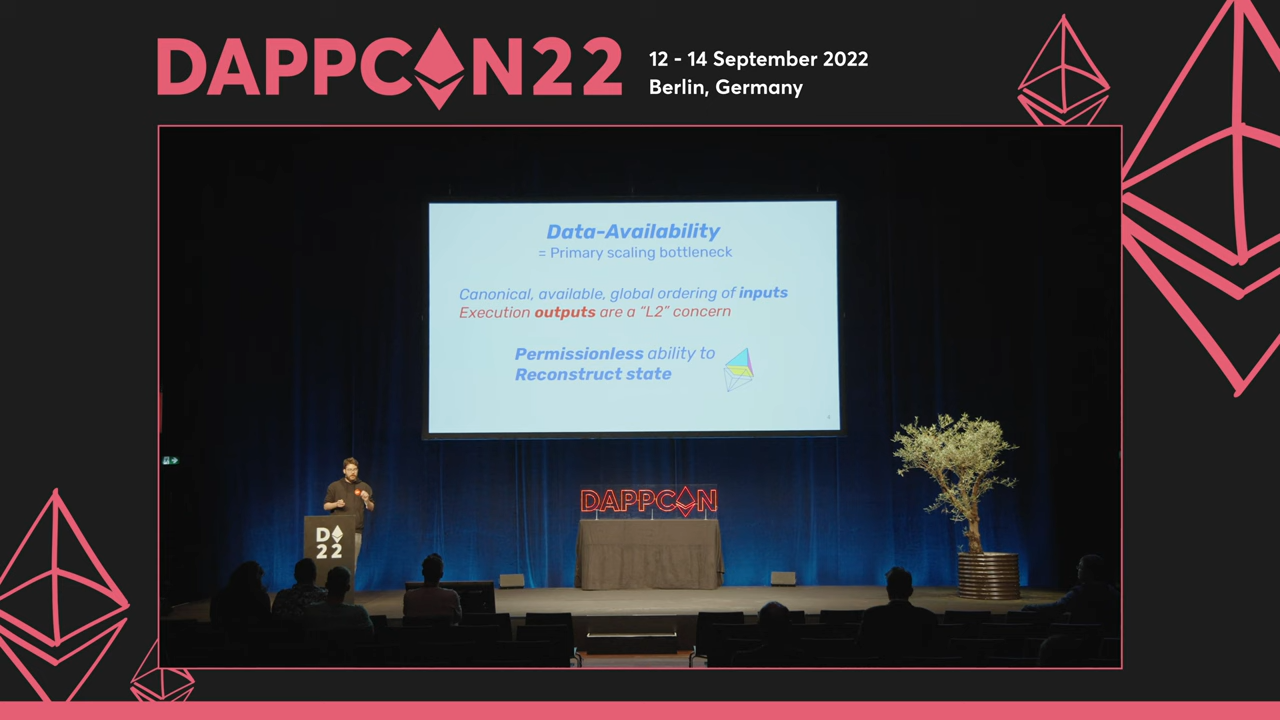 DAPPCON22
12 - 14 September 2022
Berlin, Germany
Data-Availability
= Primary scaling bottleneck
Canonical, available, global ordering of inputs
Execution outputs are a "L2" concern
Permissionless ability to
Reconstruct state
DAPPCON
D
22